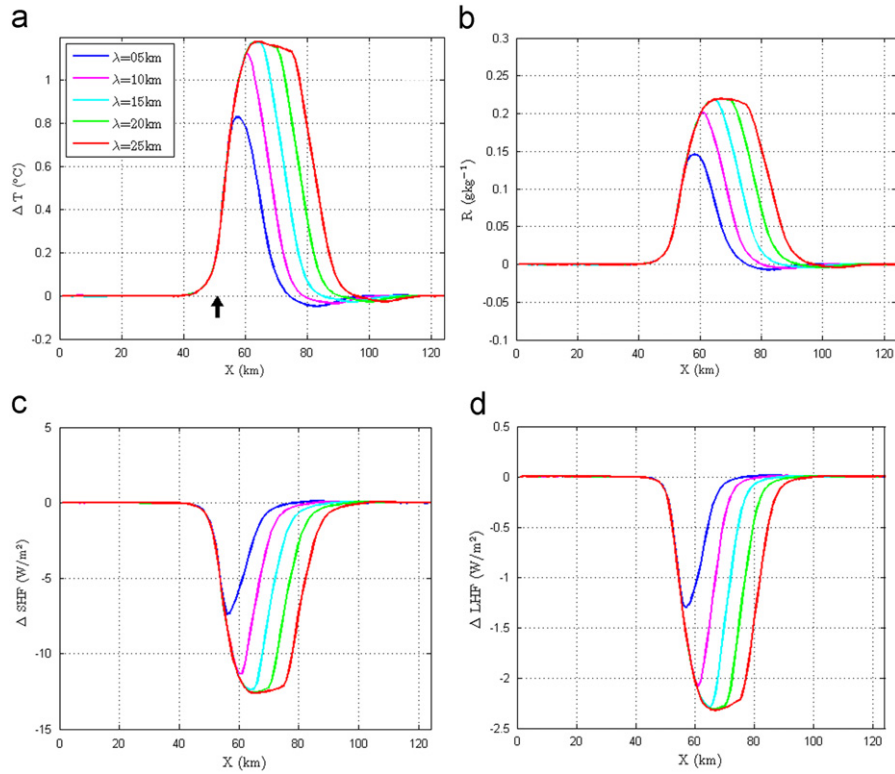 a
λ=05km
λ=10km
λ=15km
λ=20km
λ=25km
1
0.8
0.6
0.4
0.2
0
-0.2
Δ T (°C)
0 20 40 60 80 100 120
X (km)
b
0.3
0.25
0.2
0.15
0.1
0.05
0
-0.05
-0.1
R (gkg⁻¹)
0 20 40 60 80 100 120
X (km)
c
5
0
-5
-10
-15
Δ SHF (W/m²)
0 20 40 60 80 100 120
X (km)
d
0.5
0
-0.5
-1
-1.5
-2
-2.5
Δ LHF (W/m²)
0 20 40 60 80 100 120
X (km)